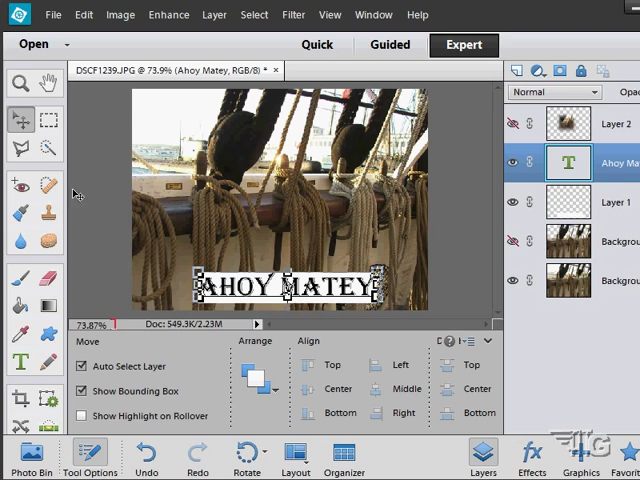 File Edit Image Enhance Layer Select Filter View Window Help
Open Quick Guided Expert
DSCF1239.JPG @ 73.9% (Ahoy Matey, RGB/8) * ×
Normal Opac
Layer 2
T Ahoy Ma
Layer 1
Backgrou
Backgrou
AHOY MATEY
73.87% Doc: 549.3K/2.23M
Move Arrange Align
Auto Select Layer Top Left Top
Show Bounding Box Center Middle Center
Show Highlight on Rollover Bottom Right Bottom
Photo Bin Tool Options Undo Redo Rotate Layout Organizer Layers Effects Graphics Favorit